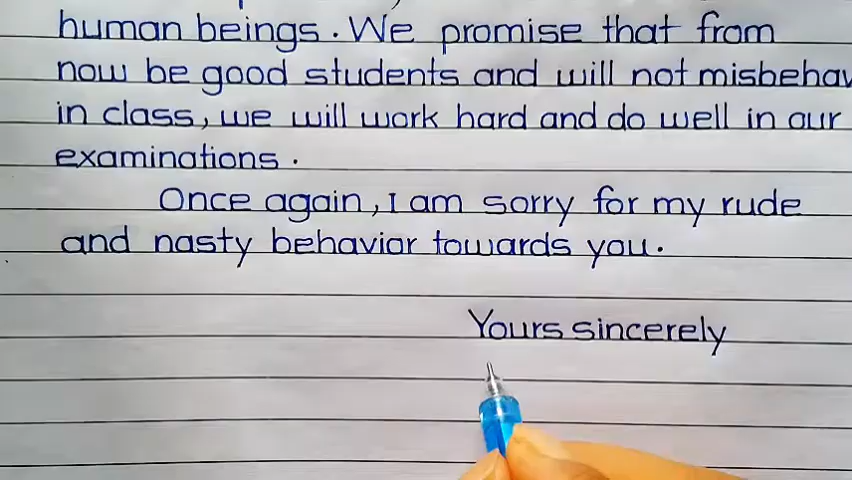 human beings. We promise that from
now be good students and will not misbehav
in class, we will work hard and do well in our
examinations.
Once again, I am sorry for my rude
and nasty behavior towards you.
Yours sincerely